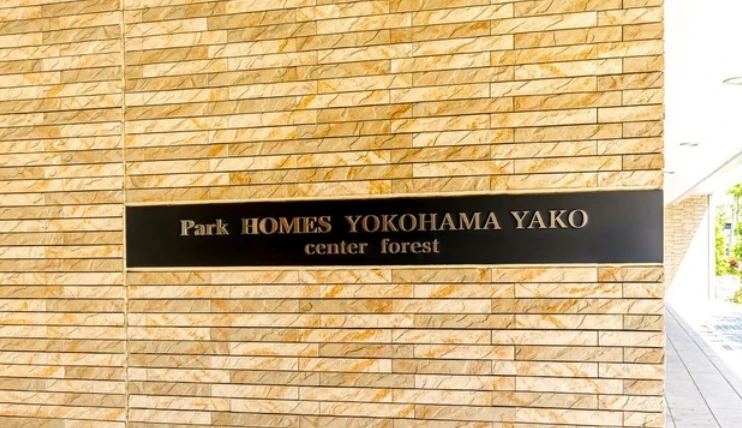 Park HOMES YOKOHAMA YAKO
center forest